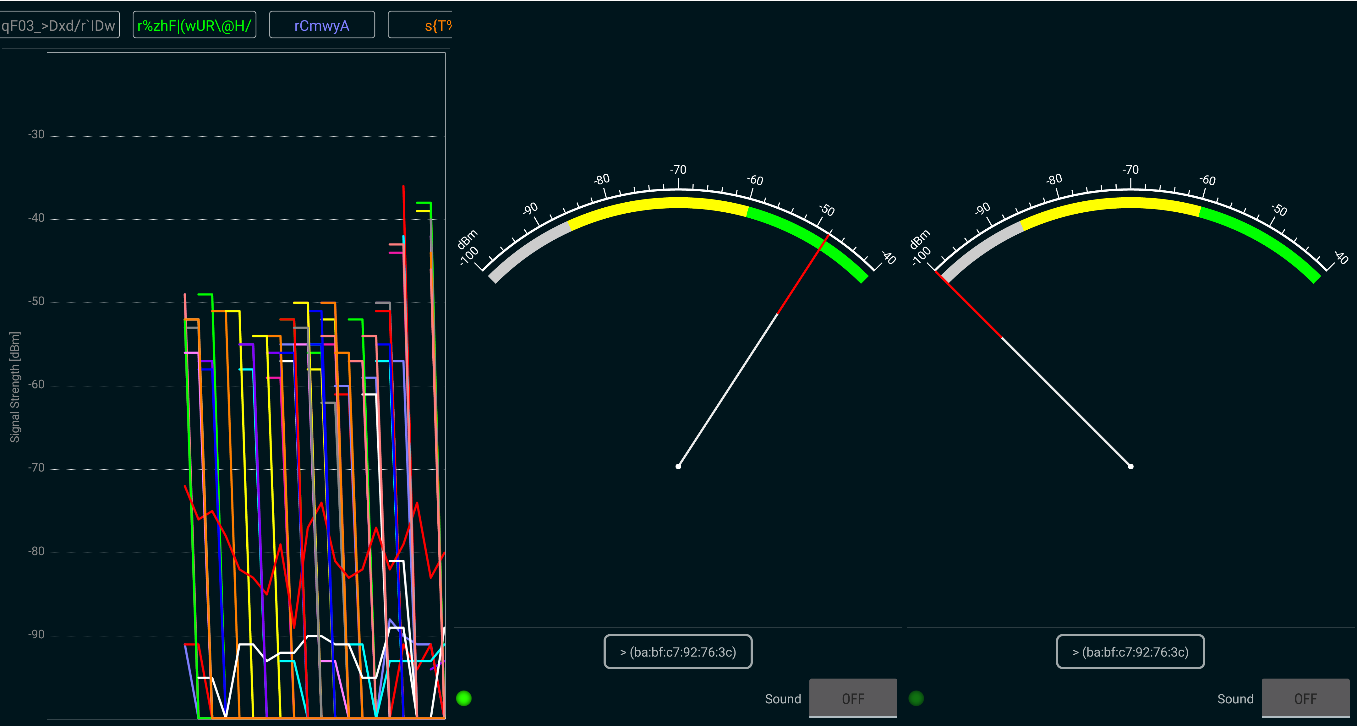 qF03_>Dxd/r`lDw
r%zhF|(wUR\@H/
rCmwyA
s{T%
-30
-40
-50
-60
-70
-80
-90
Signal Strength [dBm]
dBm
-100
-90
-80
-70
-60
-50
-40
> (ba:bf:c7:92:76:3c)
Sound
OFF
dBm
-100
-90
-80
-70
-60
-50
-40
> (ba:bf:c7:92:76:3c)
Sound
OFF